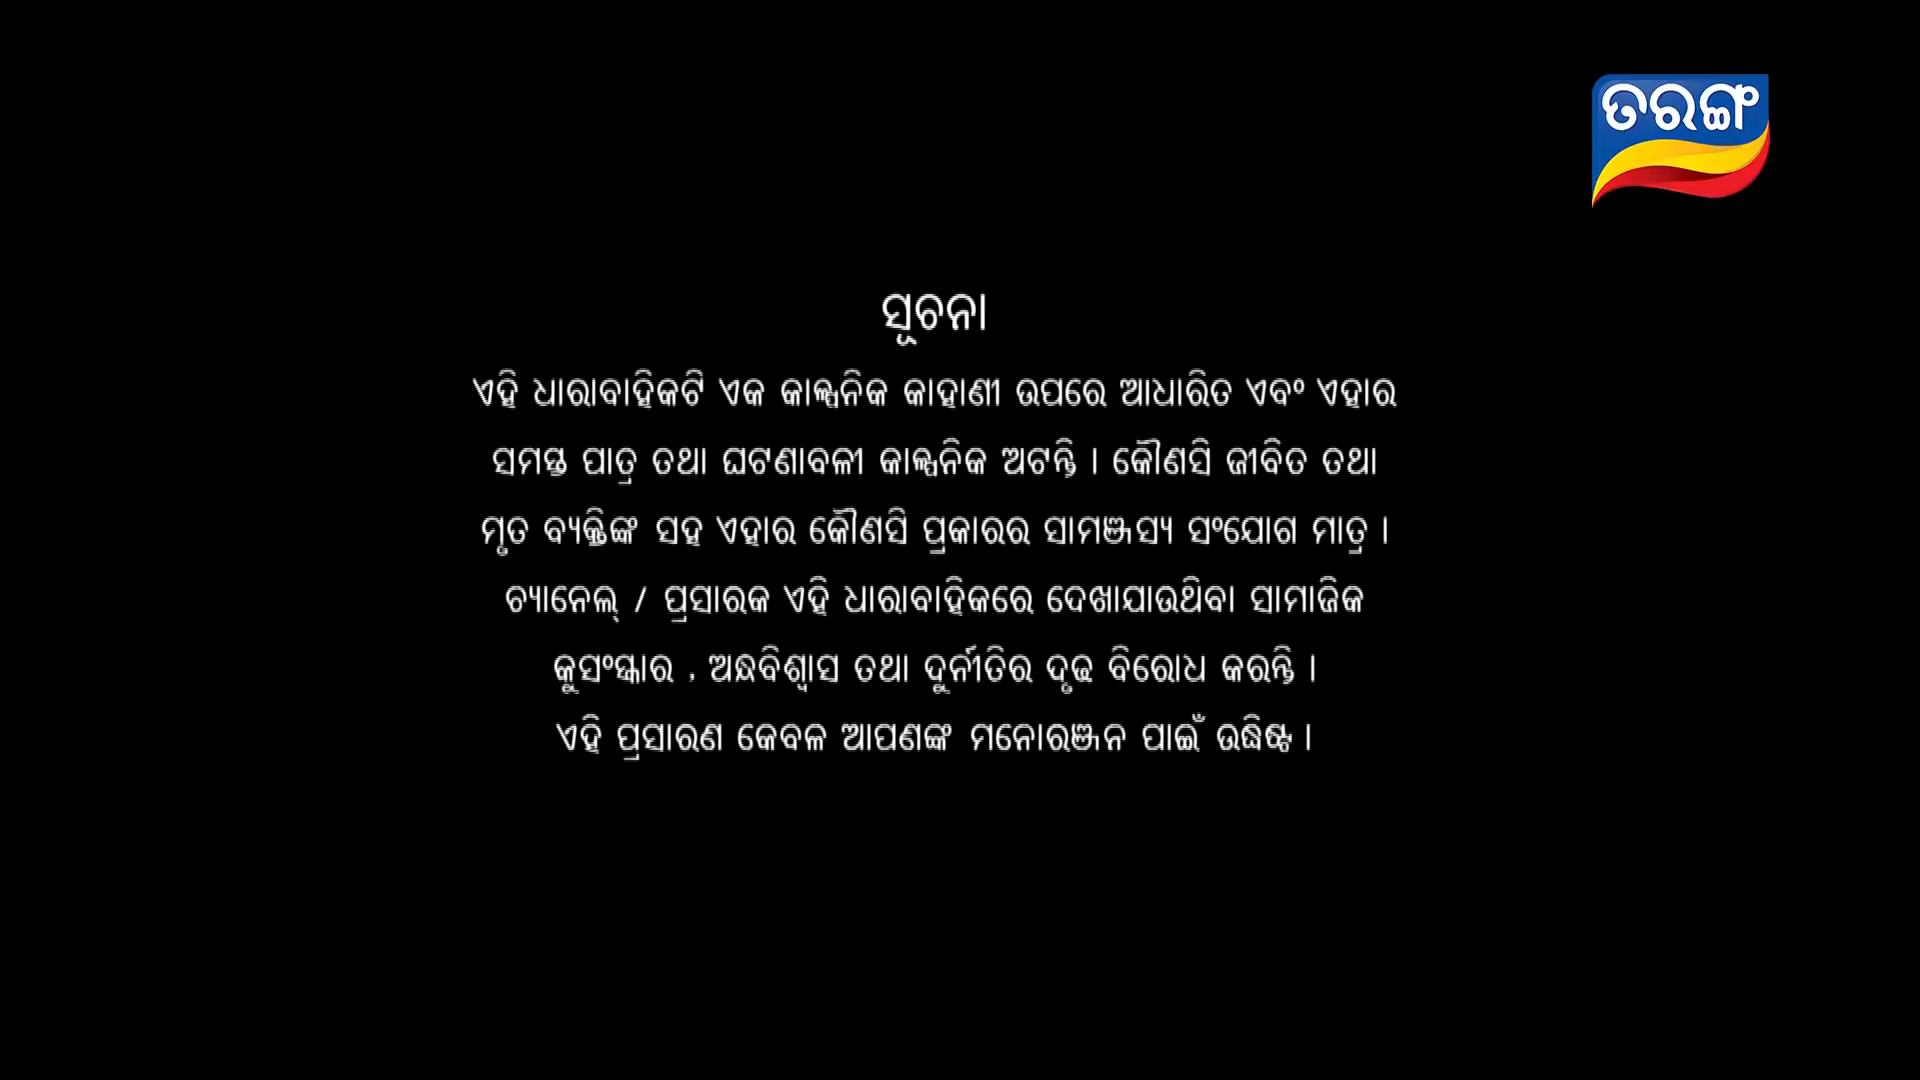 ତରଙ୍ଗ
ସୂଚନା
ଏହି ଧାରାବାହିକଟି ଏକ କାଳ୍ପନିକ କାହାଣୀ ଉପରେ ଆଧାରିତ ଏବଂ ଏହାର
ସମସ୍ତ ପାତ୍ର ତଥା ଘଟଣାବଳୀ କାଳ୍ପନିକ ଅଟନ୍ତି । କୌଣସି ଜୀବିତ ତଥା
ମୃତ ବ୍ୟକ୍ତିଙ୍କ ସହ ଏହାର କୌଣସି ପ୍ରକାରର ସାମଞ୍ଜସ୍ୟ ସଂଯୋଗ ମାତ୍ର ।
ଚ୍ୟାନେଲ୍ / ପ୍ରସାରକ ଏହି ଧାରାବାହିକରେ ଦେଖାଯାଉଥିବା ସାମାଜିକ
କୁସଂସ୍କାର , ଅନ୍ଧବିଶ୍ୱାସ ତଥା ଦୁର୍ନୀତିର ଦୃଢ ବିରୋଧ କରନ୍ତି ।
ଏହି ପ୍ରସାରଣ କେବଳ ଆପଣଙ୍କ ମନୋରଞ୍ଜନ ପାଇଁ ଉଦ୍ଧିଷ୍ଟ ।